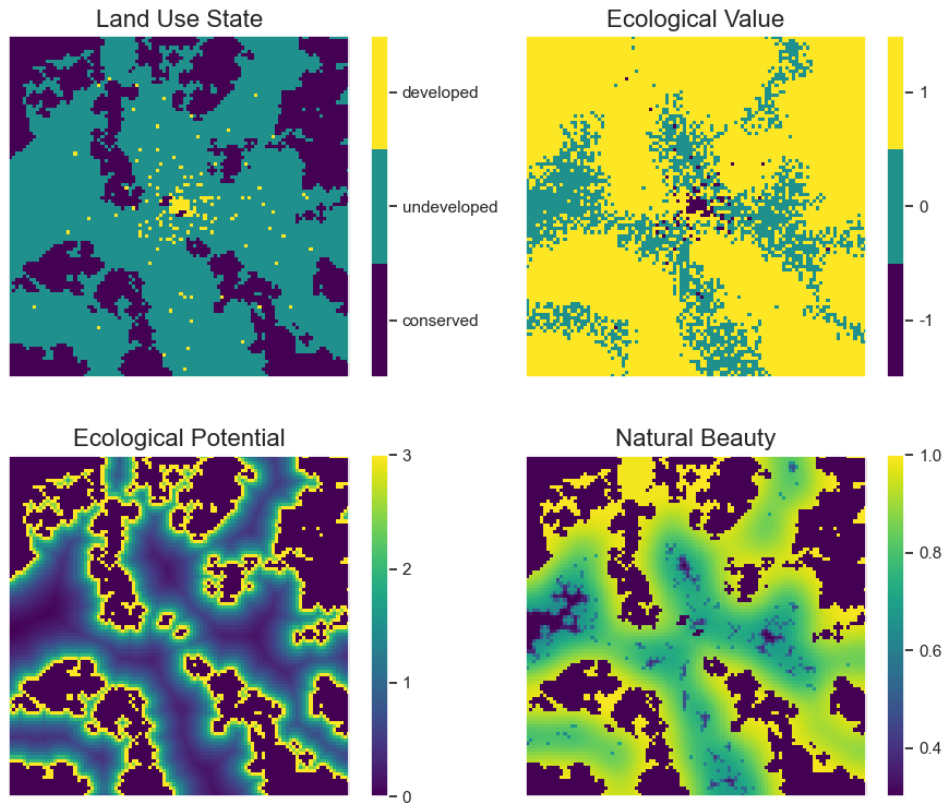 Land Use State
developed
undeveloped
conserved
Ecological Value
1
0
-1
Ecological Potential
3
2
1
0
Natural Beauty
1.0
0.8
0.6
0.4